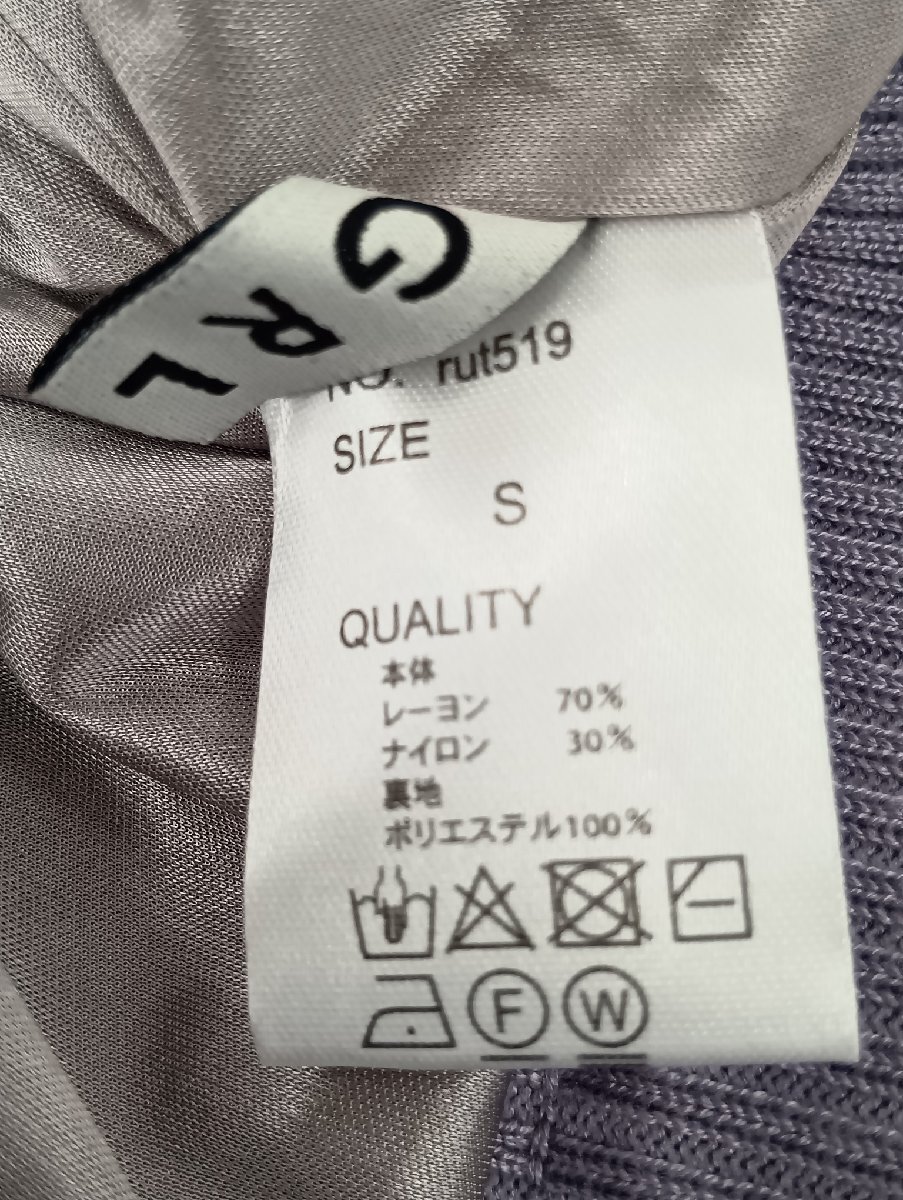 GRL
NO. rut519
SIZE
S
QUALITY
本体
レーヨン 70%
ナイロン 30%
裏地
ポリエステル100%
F W